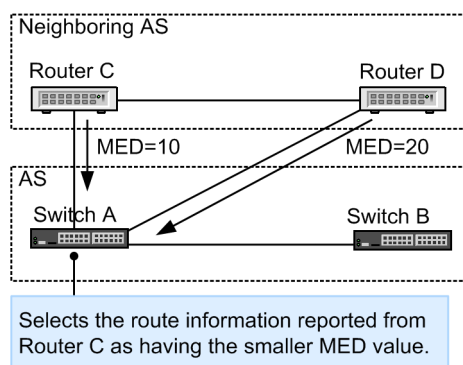 Neighboring AS
Router C
Router D
MED=10
MED=20
AS
Switch A
Switch B
Selects the route information reported from
Router C as having the smaller MED value.